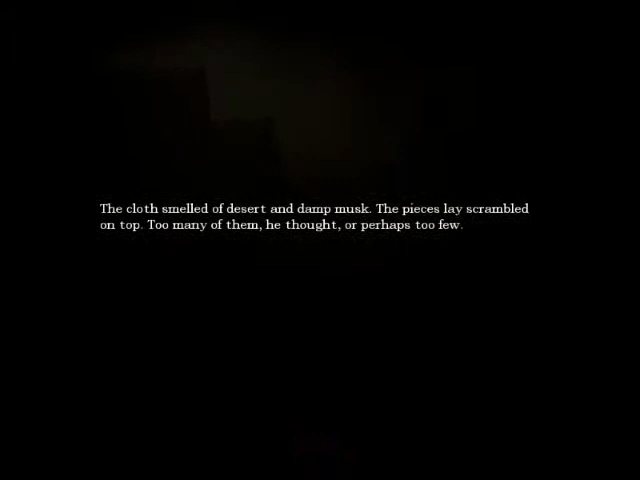 The cloth smelled of desert and damp musk. The pieces lay scrambled
on top. Too many of them, he thought, or perhaps too few.